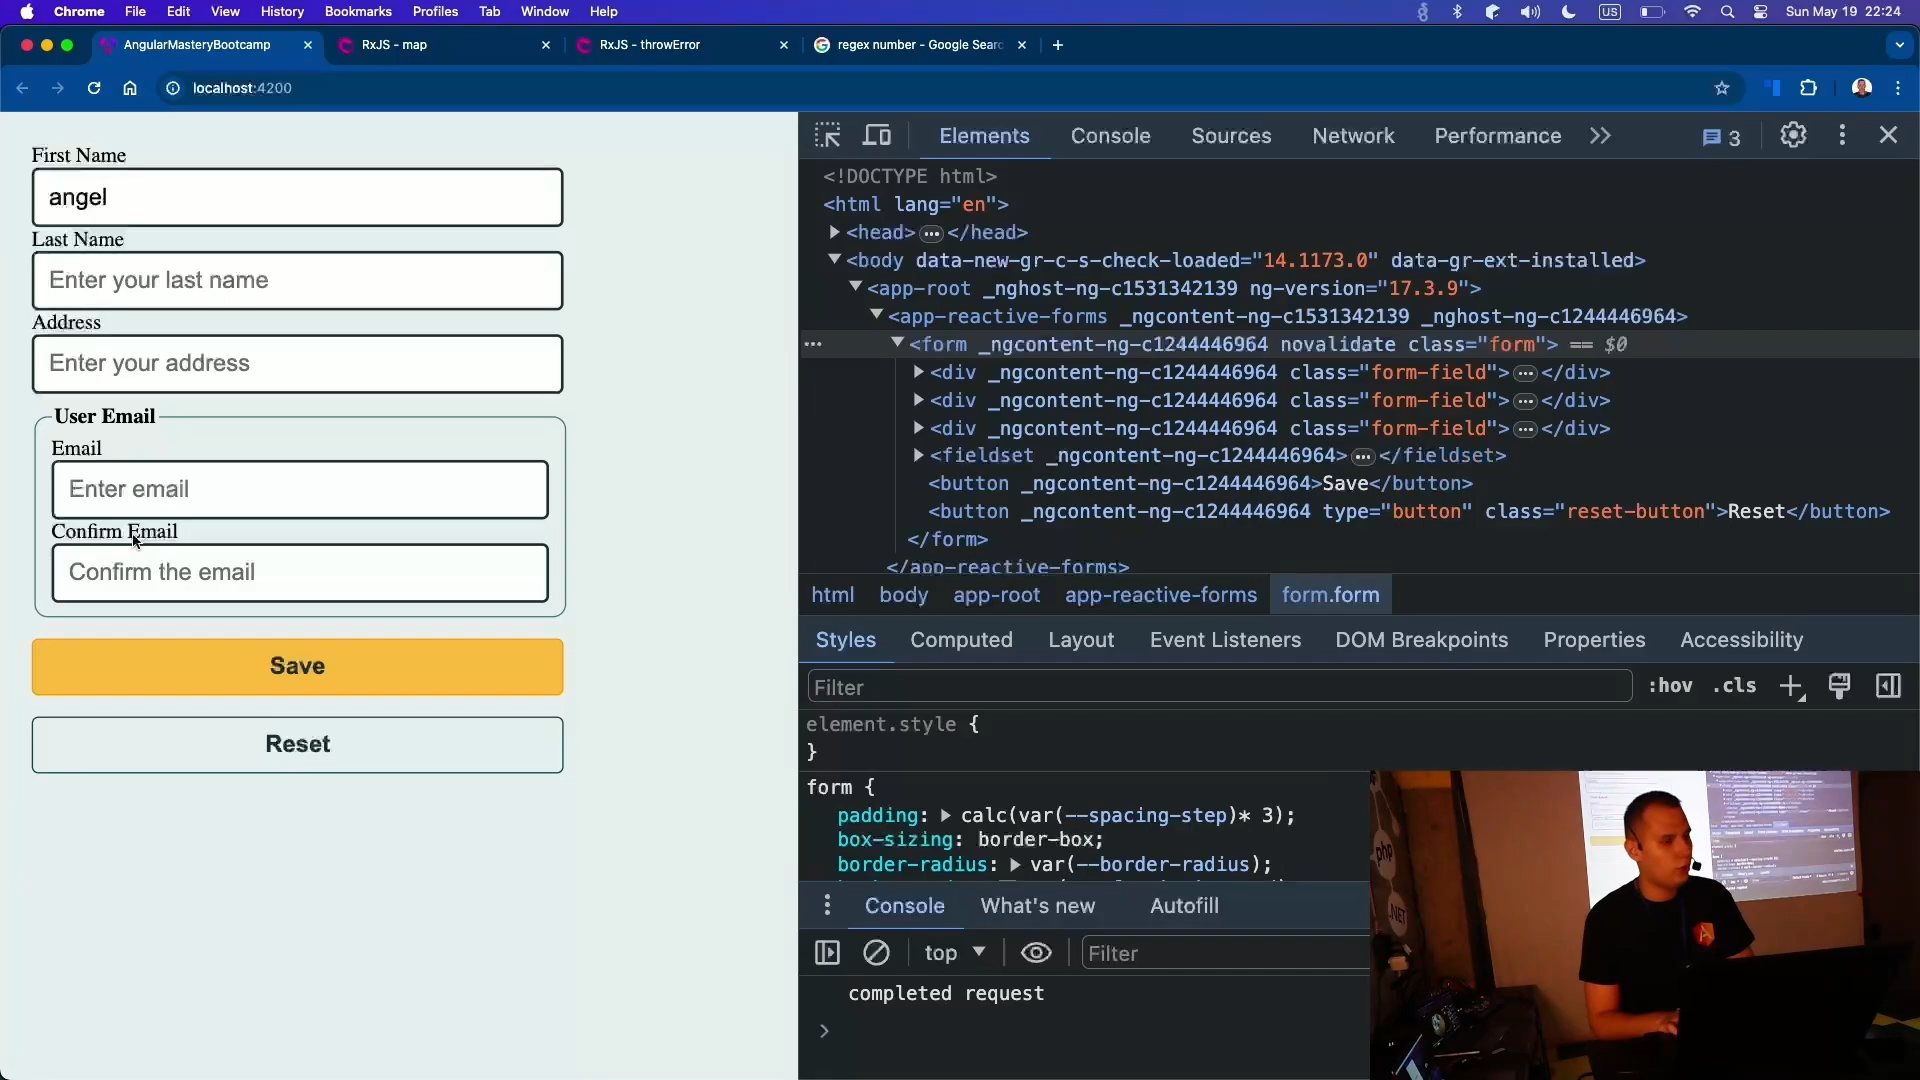 Chrome File Edit View History Bookmarks Profiles Tab Window Help US Sun May 19 22:24
AngularMasteryBootcamp RxJS - map RxJS - throwError regex number - Google Searc
localhost:4200
First Name
angel
Last Name
Enter your last name
Address
Enter your address
User Email
Email
Enter email
Confirm Email
Confirm the email
Save
Reset
Elements Console Sources Network Performance 3
<!DOCTYPE html>
<html lang="en">
<head> … </head>
<body data-new-gr-c-s-check-loaded="14.1173.0" data-gr-ext-installed>
<app-root _nghost-ng-c1531342139 ng-version="17.3.9">
<app-reactive-forms _ngcontent-ng-c1531342139 _nghost-ng-c1244446964>
… <form _ngcontent-ng-c1244446964 novalidate class="form"> == $0
<div _ngcontent-ng-c1244446964 class="form-field"> … </div>
<div _ngcontent-ng-c1244446964 class="form-field"> … </div>
<div _ngcontent-ng-c1244446964 class="form-field"> … </div>
<fieldset _ngcontent-ng-c1244446964> … </fieldset>
<button _ngcontent-ng-c1244446964>Save</button>
<button _ngcontent-ng-c1244446964 type="button" class="reset-button">Reset</button>
</form>
</app-reactive-forms>
html body app-root app-reactive-forms form.form
Styles Computed Layout Event Listeners DOM Breakpoints Properties Accessibility
Filter :hov .cls
element.style {
}
form {
padding: calc(var(--spacing-step)* 3);
box-sizing: border-box;
border-radius: var(--border-radius);
Console What's new Autofill
top Filter
completed request
php
.NET